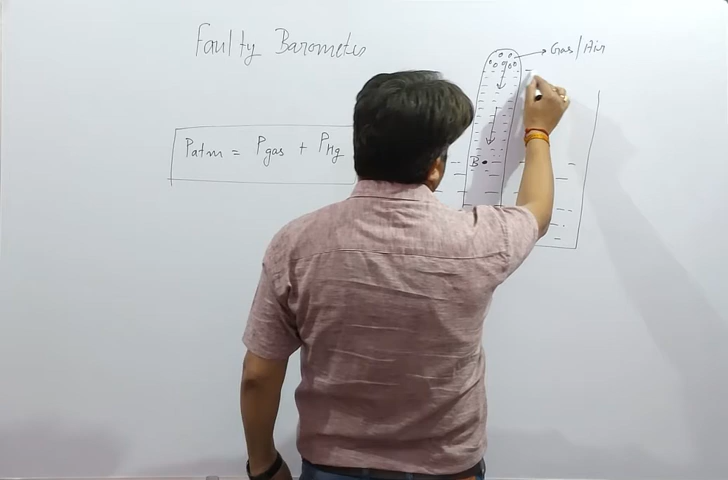 Faulty Barometer
Gas/Air
Patm = Pgas + PHg
B